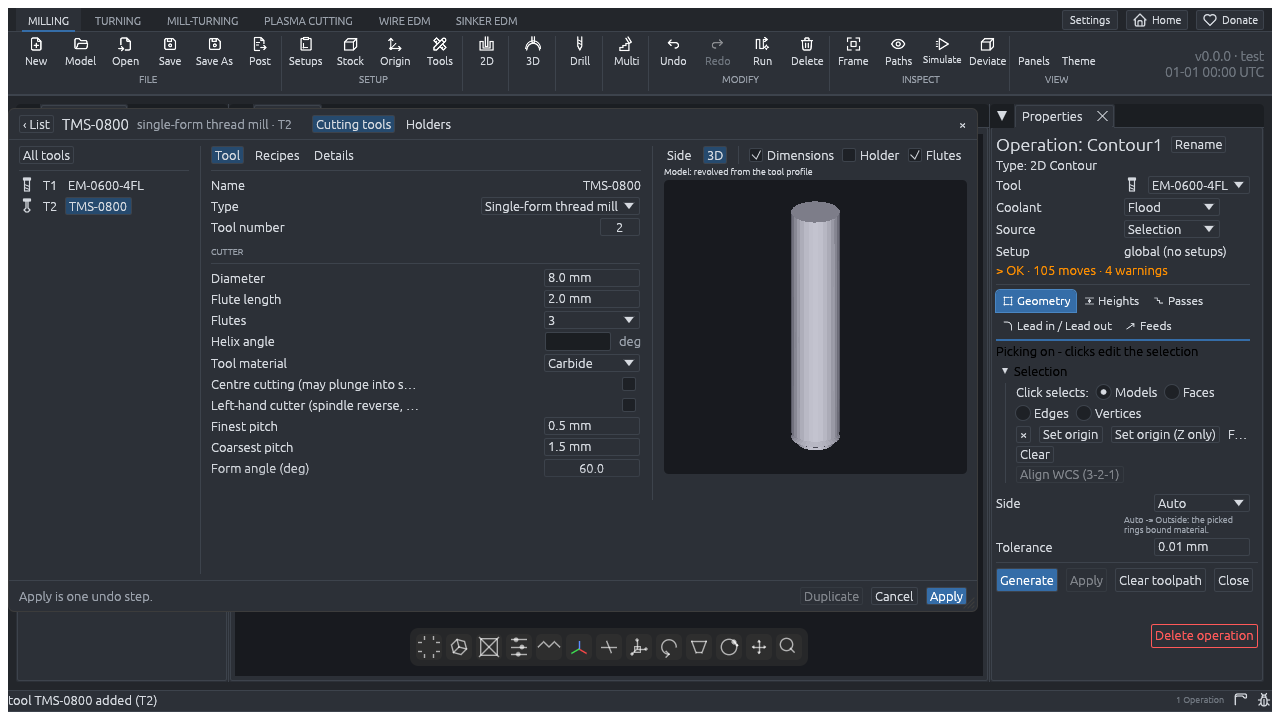 MILLING TURNING MILL-TURNING PLASMA CUTTING WIRE EDM SINKER EDM Settings Home Donate
New Model Open Save Save As Post Setups Stock Origin Tools 2D 3D Drill Multi Undo Redo Run Delete Frame Paths Simulate Deviate Panels Theme
FILE SETUP MODIFY INSPECT VIEW
v0.0.0 · test
01-01 00:00 UTC
‹ List TMS-0800 single-form thread mill · T2 Cutting tools Holders ×
All tools
T1 EM-0600-4FL
T2 TMS-0800
Tool Recipes Details
Name TMS-0800
Type Single-form thread mill
Tool number 2
CUTTER
Diameter 8.0 mm
Flute length 2.0 mm
Flutes 3
Helix angle deg
Tool material Carbide
Centre cutting (may plunge into s…
Left-hand cutter (spindle reverse, …
Finest pitch 0.5 mm
Coarsest pitch 1.5 mm
Form angle (deg) 60.0
Side 3D Dimensions Holder Flutes
Model: revolved from the tool profile
Apply is one undo step. Duplicate Cancel Apply
Properties
Operation: Contour1 Rename
Type: 2D Contour
Tool EM-0600-4FL
Coolant Flood
Source Selection
Setup global (no setups)
> OK · 105 moves · 4 warnings
Geometry Heights Passes
Lead in / Lead out Feeds
Picking on - clicks edit the selection
Selection
Click selects: Models Faces
Edges Vertices
× Set origin Set origin (Z only) F…
Clear
Align WCS (3-2-1)
Side Auto
Auto -> Outside: the picked
rings bound material.
Tolerance 0.01 mm
Generate Apply Clear toolpath Close
Delete operation
tool TMS-0800 added (T2) 1 Operation